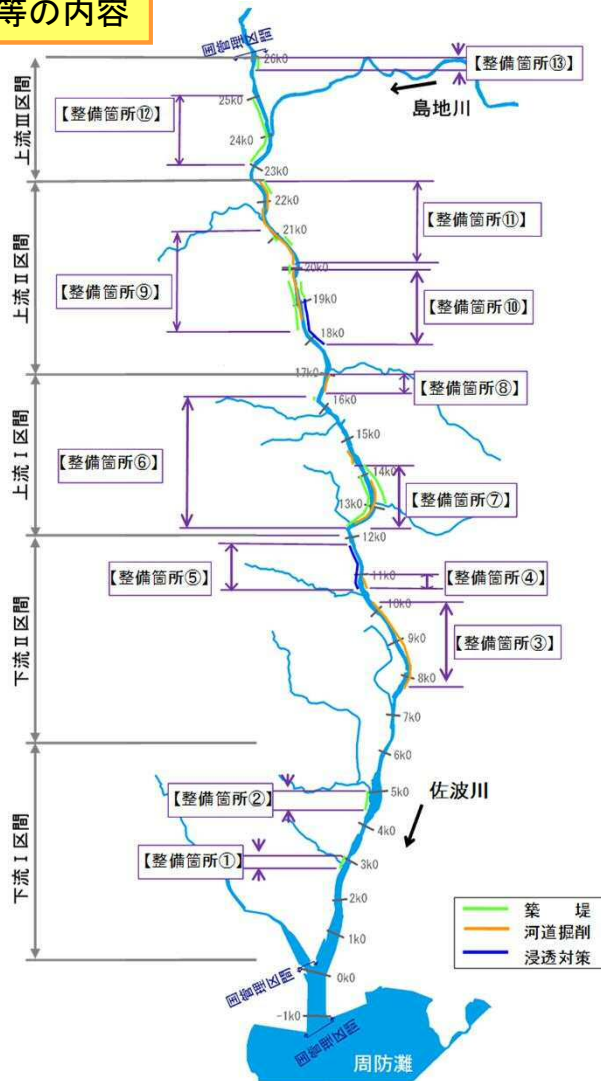 等の内容
国管理区間
26k0
【整備箇所⑬】
島地川
25k0
【整備箇所⑫】
24k0
23k0
上流Ⅲ区間
22k0
【整備箇所⑪】
21k0
20k0
【整備箇所⑨】
19k0
【整備箇所⑩】
18k0
上流Ⅱ区間
17k0
【整備箇所⑧】
16k0
15k0
【整備箇所⑥】
14k0
【整備箇所⑦】
13k0
上流Ⅰ区間
12k0
【整備箇所⑤】
11k0
【整備箇所④】
10k0
9k0
【整備箇所③】
8k0
下流Ⅱ区間
7k0
6k0
5k0
【整備箇所②】
佐波川
4k0
【整備箇所①】
3k0
下流Ⅰ区間
2k0
1k0
築　堤
河道掘削
浸透対策
国管理区間
0k0
-1k0
国管理区間
周防灘